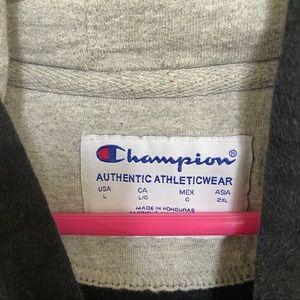 Champion®
AUTHENTIC ATHLETICWEAR
USA CA MEX ASIA
L L/G G 2XL
MADE IN HONDURAS